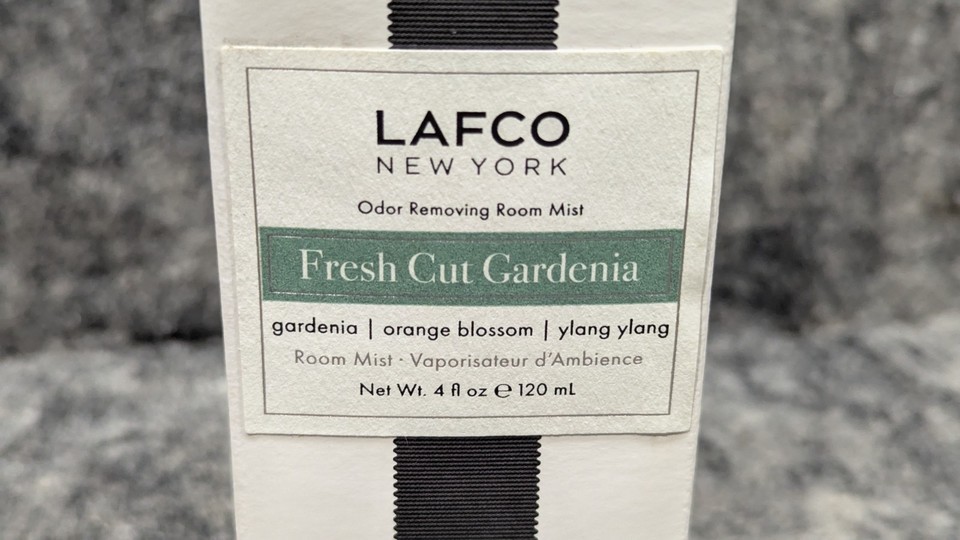 LAFCO
NEW YORK
Odor Removing Room Mist
Fresh Cut Gardenia
gardenia | orange blossom | ylang ylang
Room Mist · Vaporisateur d'Ambience
Net Wt. 4 fl oz ℮ 120 mL